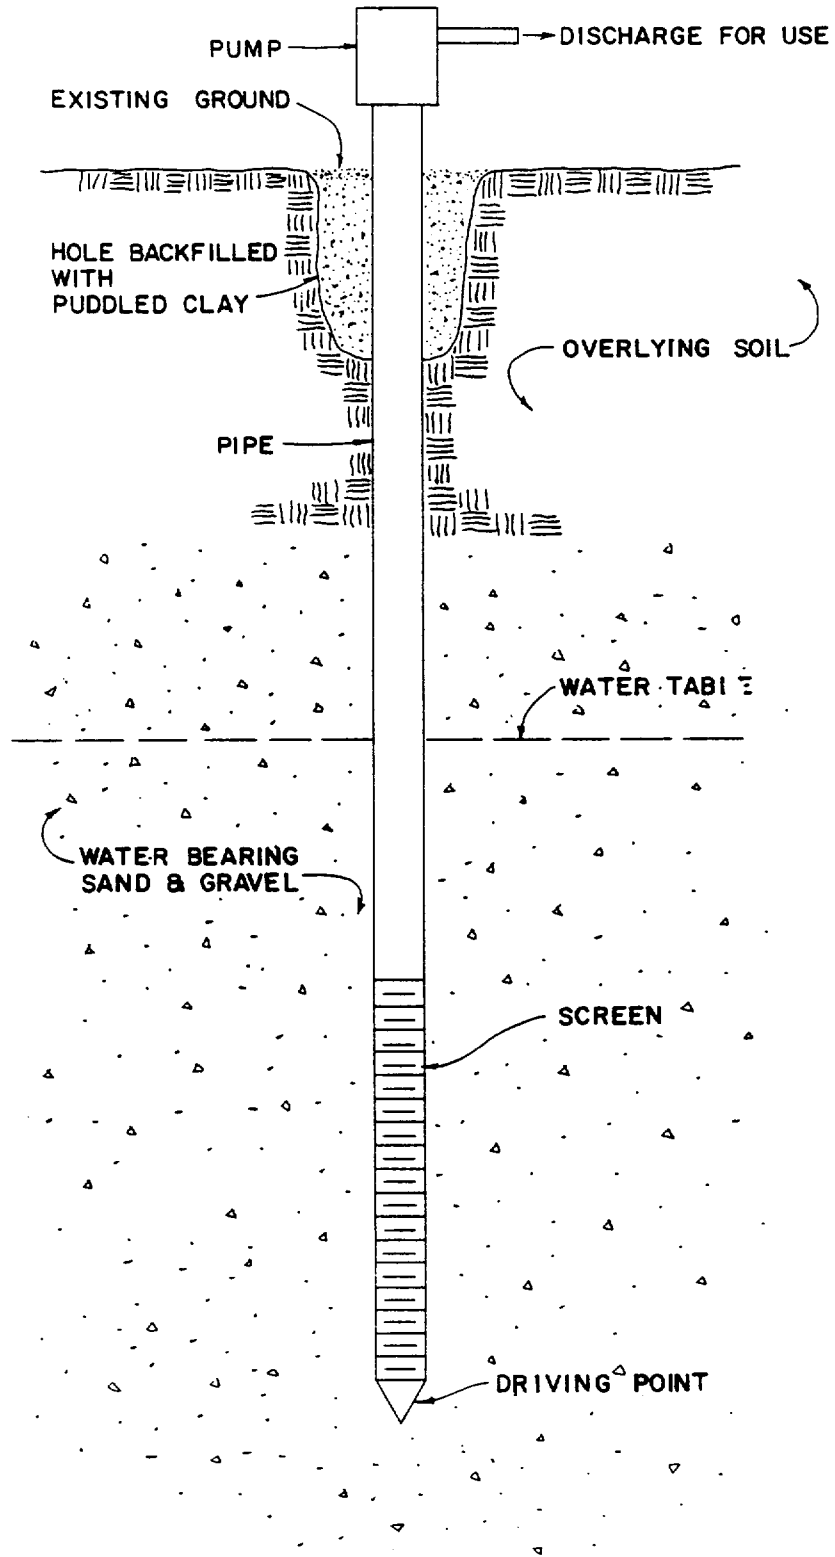 PUMP
DISCHARGE FOR USE
EXISTING GROUND
HOLE BACKFILLED
WITH
PUDDLED CLAY
OVERLYING SOIL
PIPE
WATER TABLE
WATER BEARING
SAND & GRAVEL
SCREEN
DRIVING POINT